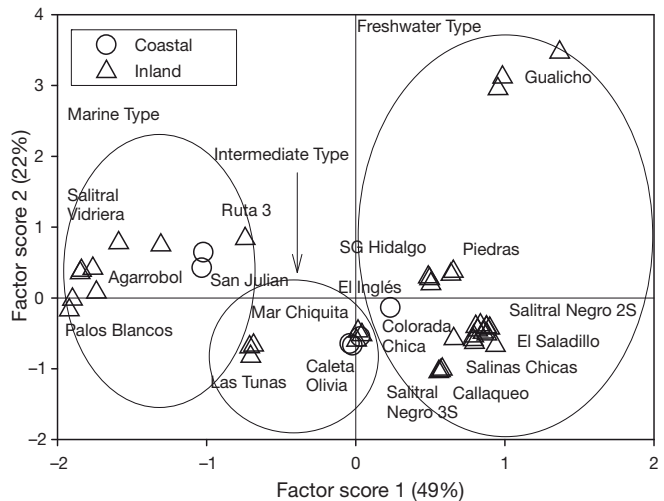 Freshwater Type
Coastal
Inland
Gualicho
Marine Type
Intermediate Type
Salitral
Vidriera
Ruta 3
SG Hidalgo
Piedras
Agarrobol
San Julian
El Inglés
Palos Blancos
Mar Chiquita
Colorada
Chica
Salitral Negro 2S
El Saladillo
Las Tunas
Caleta
Olivia
Salinas Chicas
Salitral
Negro 3S
Callaqueo
4
3
2
1
0
−1
−2
−2
−1
0
1
2
Factor score 2 (22%)
Factor score 1 (49%)